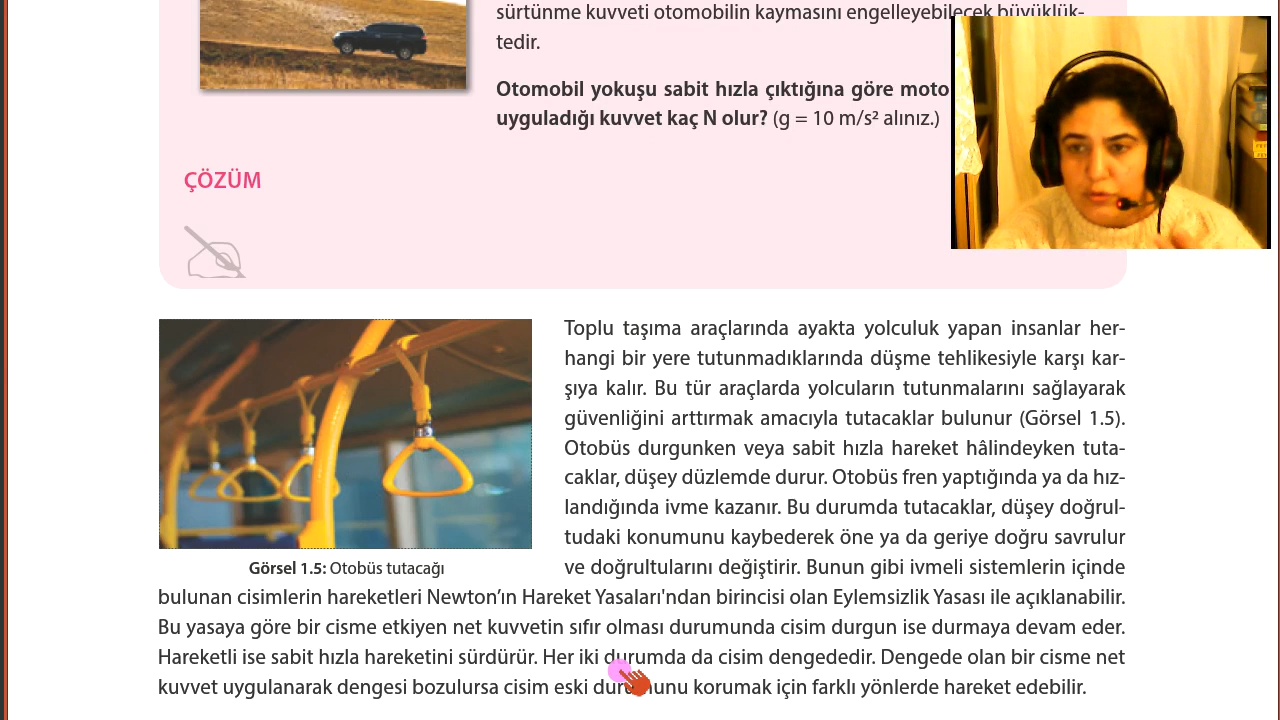 sürtünme kuvveti otomobilin kaymasını engelleyebilecek büyüklük-
tedir.
Otomobil yokuşu sabit hızla çıktığına göre moto
uyguladığı kuvvet kaç N olur? (g = 10 m/s² alınız.)
ÇÖZÜM
Toplu taşıma araçlarında ayakta yolculuk yapan insanlar her-
hangi bir yere tutunmadıklarında düşme tehlikesiyle karşı kar-
şıya kalır. Bu tür araçlarda yolcuların tutunmalarını sağlayarak
güvenliğini arttırmak amacıyla tutacaklar bulunur (Görsel 1.5).
Otobüs durgunken veya sabit hızla hareket hâlindeyken tuta-
caklar, düşey düzlemde durur. Otobüs fren yaptığında ya da hız-
landığında ivme kazanır. Bu durumda tutacaklar, düşey doğrul-
tudaki konumunu kaybederek öne ya da geriye doğru savrulur
ve doğrultularını değiştirir. Bunun gibi ivmeli sistemlerin içinde
Görsel 1.5: Otobüs tutacağı
bulunan cisimlerin hareketleri Newton’ın Hareket Yasaları'ndan birincisi olan Eylemsizlik Yasası ile açıklanabilir.
Bu yasaya göre bir cisme etkiyen net kuvvetin sıfır olması durumunda cisim durgun ise durmaya devam eder.
Hareketli ise sabit hızla hareketini sürdürür. Her iki durumda da cisim dengededir. Dengede olan bir cisme net
kuvvet uygulanarak dengesi bozulursa cisim eski durumunu korumak için farklı yönlerde hareket edebilir.